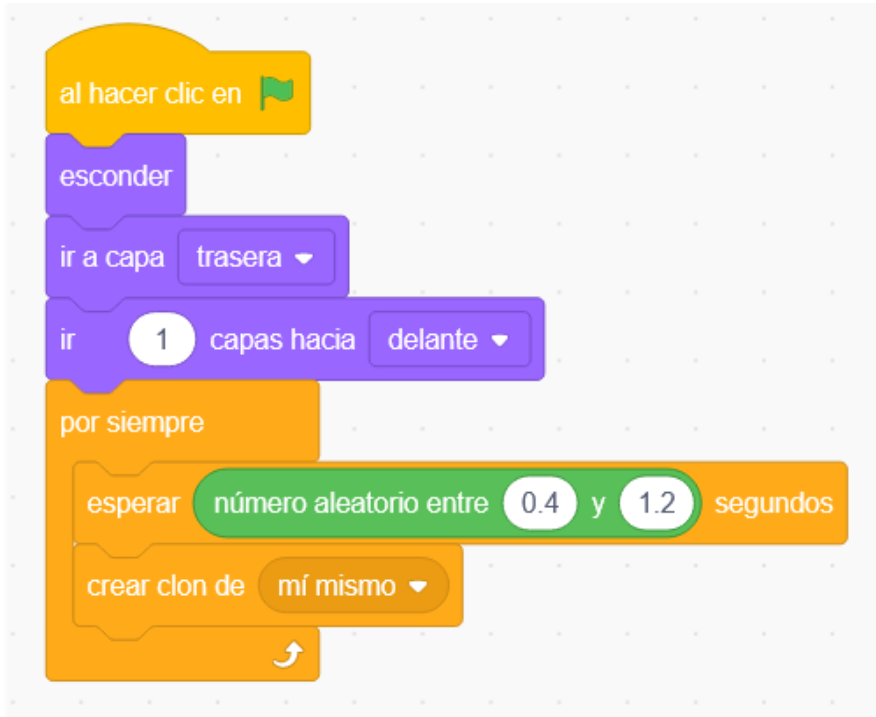 al hacer clic en
esconder
ir a capa trasera
ir 1 capas hacia delante
por siempre
esperar número aleatorio entre 0.4 y 1.2 segundos
crear clon de mí mismo